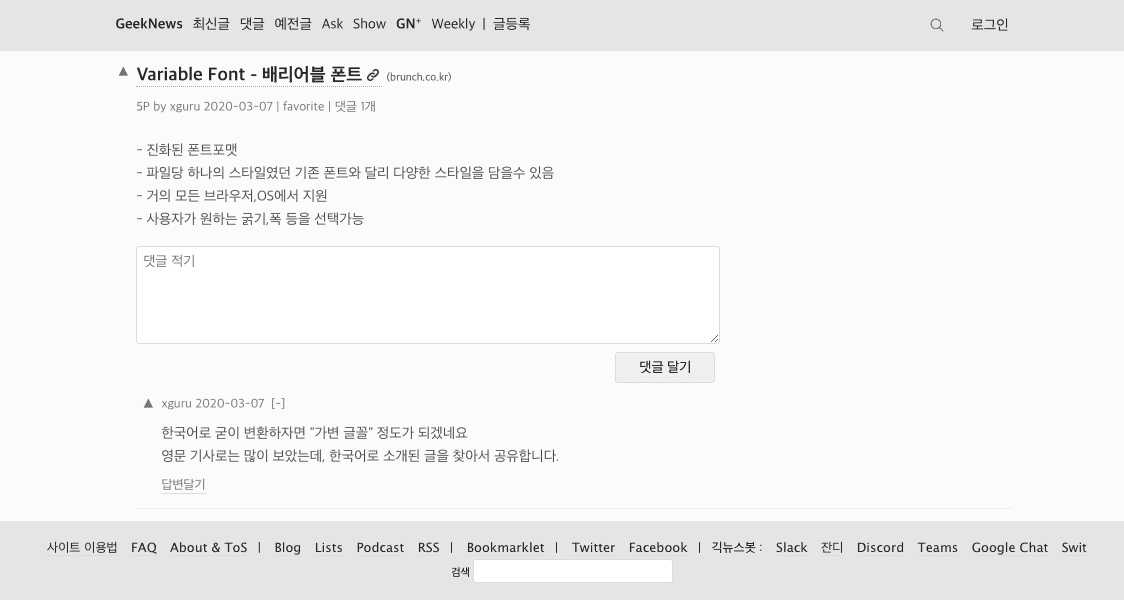 GeekNews 최신글 댓글 예전글 Ask Show GN⁺ Weekly | 글등록 로그인
▲ Variable Font - 배리어블 폰트 (brunch.co.kr)
5P by xguru 2020-03-07 | favorite | 댓글 1개
- 진화된 폰트포맷
- 파일당 하나의 스타일였던 기존 폰트와 달리 다양한 스타일을 담을수 있음
- 거의 모든 브라우저,OS에서 지원
- 사용자가 원하는 굵기,폭 등을 선택가능
댓글 적기
댓글 달기
▲ xguru 2020-03-07 [-]
한국어로 굳이 변환하자면 "가변 글꼴" 정도가 되겠네요
영문 기사로는 많이 보았는데, 한국어로 소개된 글을 찾아서 공유합니다.
답변달기
사이트 이용법 FAQ About & ToS | Blog Lists Podcast RSS | Bookmarklet | Twitter Facebook | 긱뉴스봇 : Slack 잔디 Discord Teams Google Chat Swit
검색